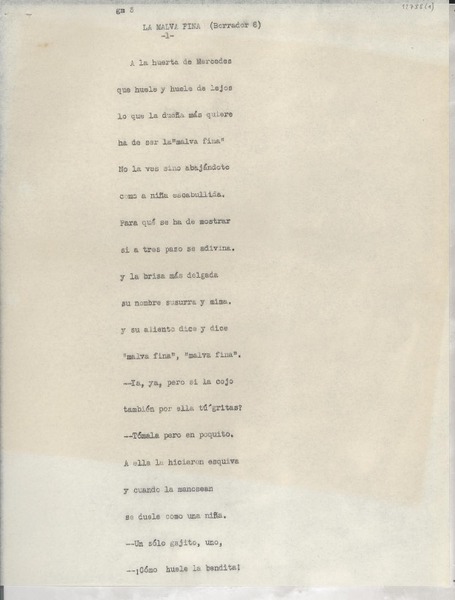 gm 5
LA MALVA FINA (Borrador 6)
-1-
A la huerta de Mercedes
que huele y huele de lejos
lo que la dueña más quiere
ha de ser la"malva fina"
No la ves sino abajándote
como a niña escabullida.
Para qué se ha de mostrar
si a tres paso se adivina.
y la brisa más delgada
su nombre susurra y mima.
y su aliento dice y dice
"malva fina", "malva fina".
--Ya, ya, pero si la cojo
también por ella tú gritas?
--Tómala pero en poquito.
A ella la hicieron esquiva
y cuando la manosean
se duele como una niña.
--Un sólo gajito, uno,
--¡Cómo huele la bendita!